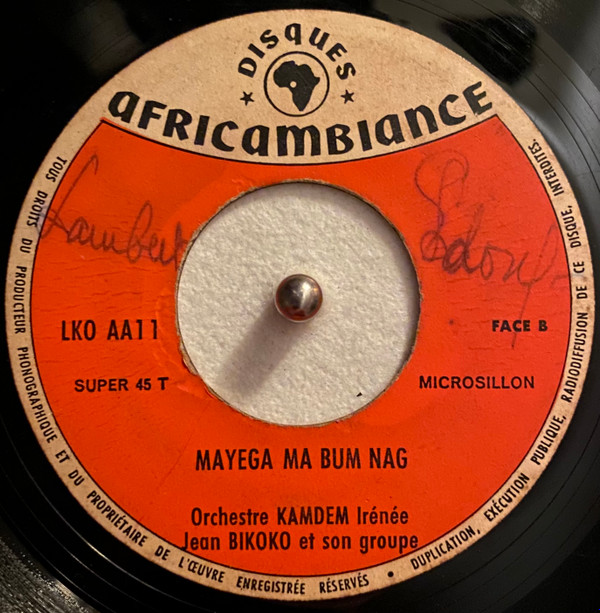 DISQUES
AFRICAMBIANCE
Lambert
LKO AA11
FACE B
SUPER 45 T
MICROSILLON
MAYEGA MA BUM NAG
Orchestre KAMDEM Irénée
Jean BIKOKO et son groupe
TOUS DROITS DU PRODUCTEUR PHONOGRAPHIQUE ET DU PROPRIÉTAIRE DE L'ŒUVRE ENREGISTRÉE RÉSERVÉS • DUPLICATION, EXÉCUTION PUBLIQUE, RADIODIFFUSION DE CE DISQUE, INTERDITES.